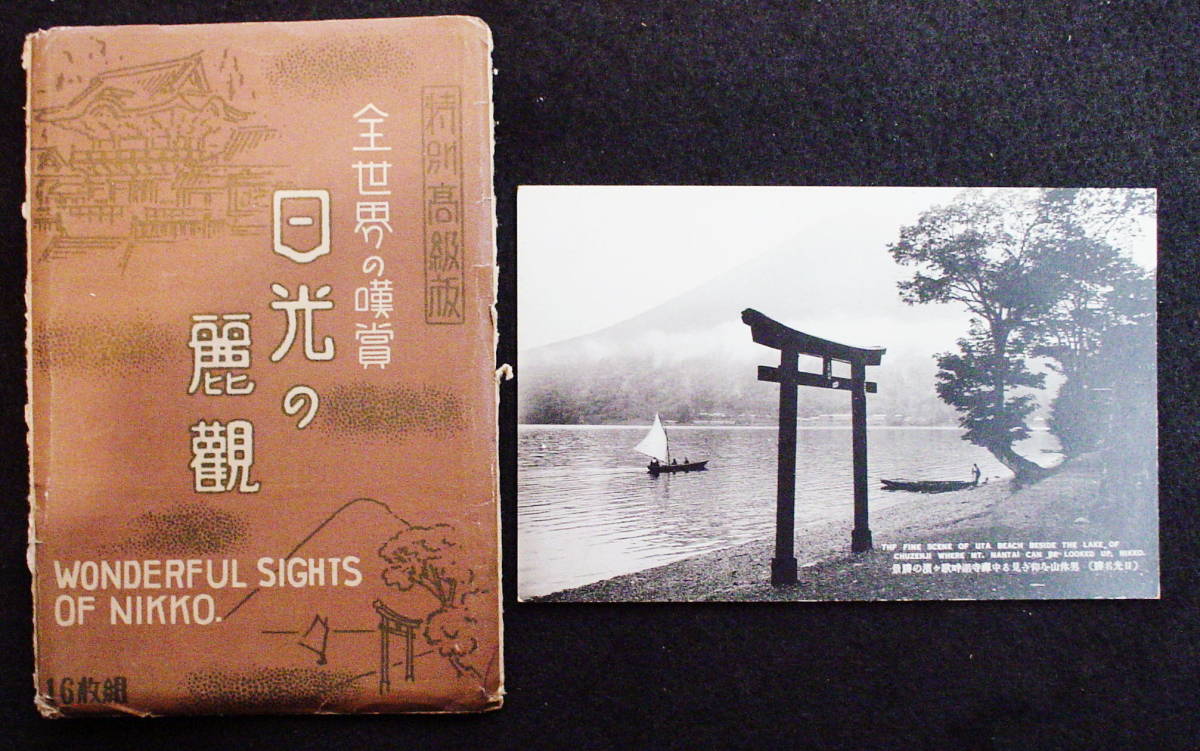 特別高級版
全世界の嘆賞
日光の
麗觀
WONDERFUL SIGHTS
OF NIKKO.
16枚組
THE FINE SCENE OF UTA BEACH BESIDE THE LAKE OF
CHUZENJI WHERE MT. NANTAI CAN BE LOOKED UP, NIKKO.
景勝の濱ヶ歌畔湖寺禪中る見ぎ仰を山体男 (勝名光日)